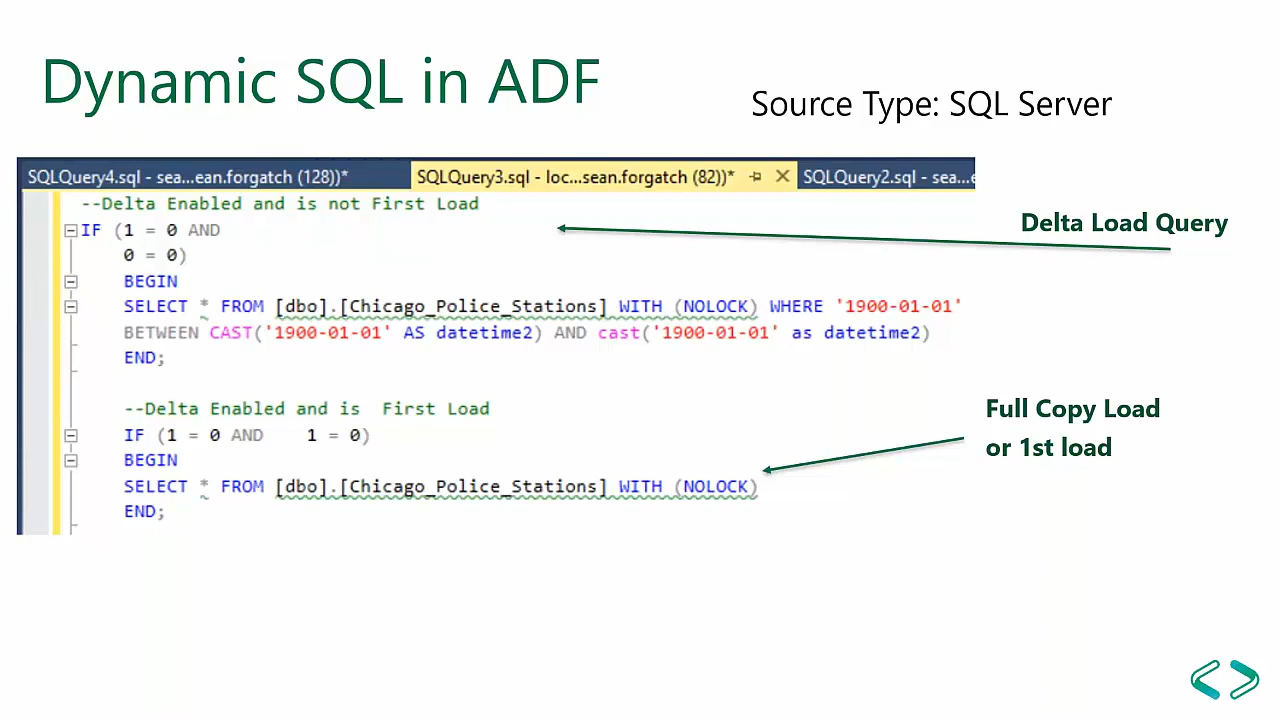 Dynamic SQL in ADF
Source Type: SQL Server
SQLQuery4.sql - sea...ean.forgatch (128))*
SQLQuery3.sql - loc...sean.forgatch (82))*
SQLQuery2.sql - sea...e
--Delta Enabled and is not First Load
IF (1 = 0 AND
0 = 0)
BEGIN
SELECT * FROM [dbo].[Chicago_Police_Stations] WITH (NOLOCK) WHERE '1900-01-01'
BETWEEN CAST('1900-01-01' AS datetime2) AND cast('1900-01-01' as datetime2)
END;
Delta Load Query
--Delta Enabled and is  First Load
IF (1 = 0 AND    1 = 0)
BEGIN
SELECT * FROM [dbo].[Chicago_Police_Stations] WITH (NOLOCK)
END;
Full Copy Load
or 1st load